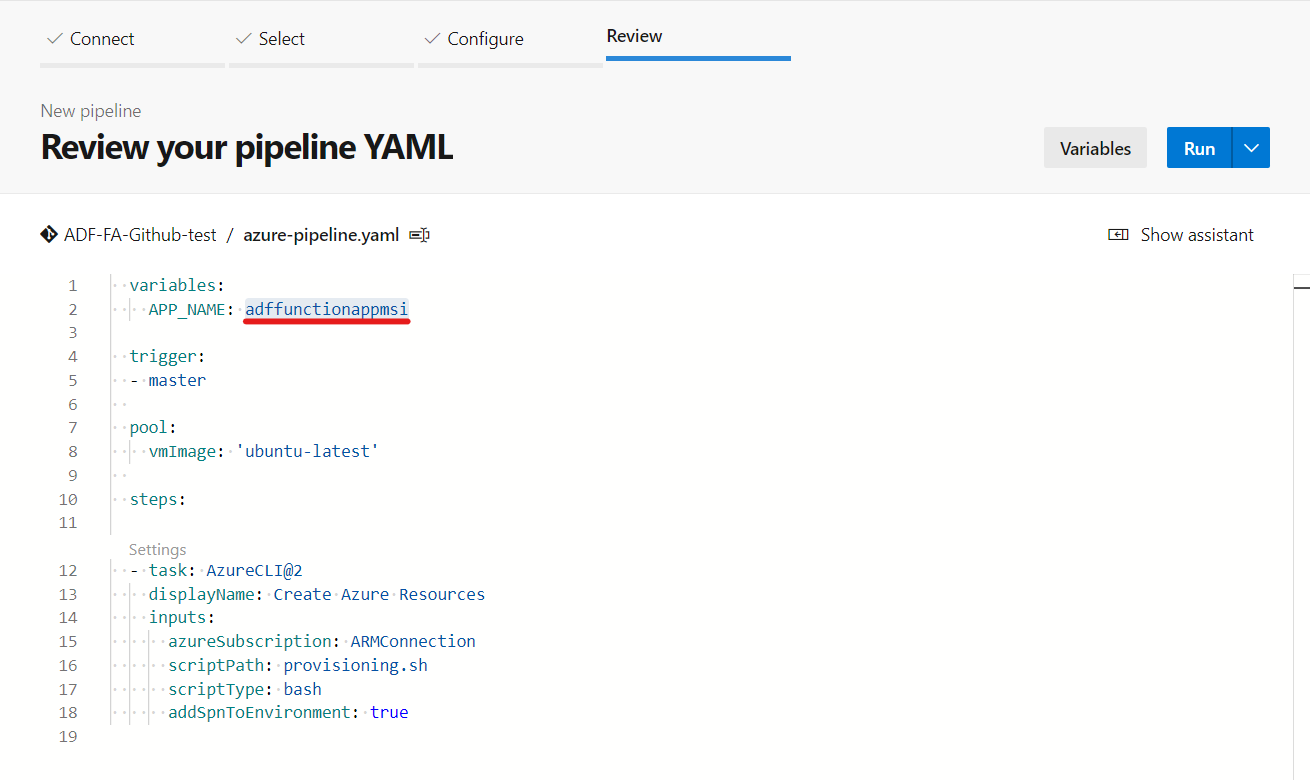 Connect Select Configure Review
New pipeline
Review your pipeline YAML
Variables Run
ADF-FA-Github-test / azure-pipeline.yaml Show assistant
1 variables:
2 APP_NAME: adffunctionappmsi
3
4 trigger:
5 - master
6
7 pool:
8 vmImage: 'ubuntu-latest'
9
10 steps:
11
Settings
12 - task: AzureCLI@2
13 displayName: Create Azure Resources
14 inputs:
15 azureSubscription: ARMConnection
16 scriptPath: provisioning.sh
17 scriptType: bash
18 addSpnToEnvironment: true
19